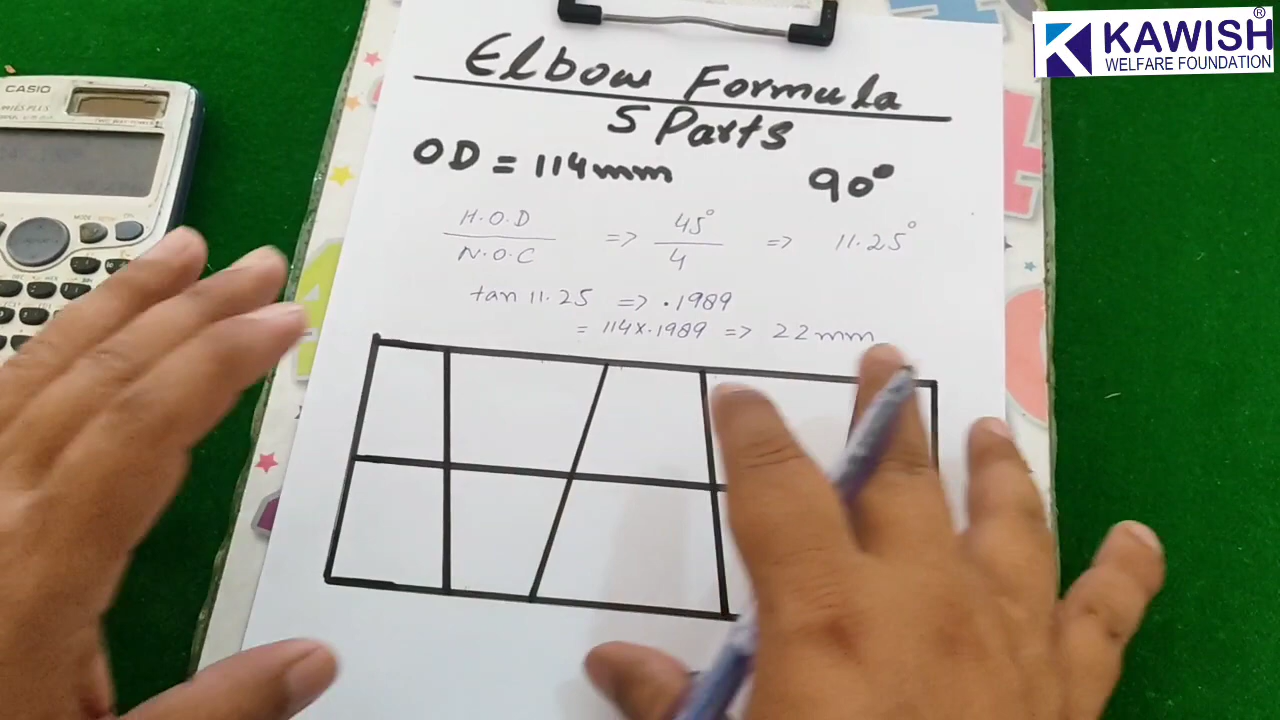 KAWISH®
WELFARE FOUNDATION
CASIO
Elbow Formula
5 Parts
OD = 114mm 90°
H.O.D / N.O.C => 45° / 4 => 11.25°
tan 11.25 => .1989
= 114x.1989 => 22mm